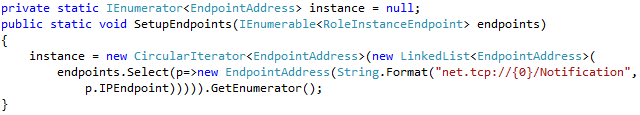 private static IEnumerator<EndpointAddress> instance = null;
public static void SetupEndpoints(IEnumerable<RoleInstanceEndpoint> endpoints)
{
    instance = new CircularIterator<EndpointAddress>(new LinkedList<EndpointAddress>(
        endpoints.Select(p=>new EndpointAddress(String.Format("net.tcp://{0}/Notification",
            p.IPEndpoint))))).GetEnumerator();
}